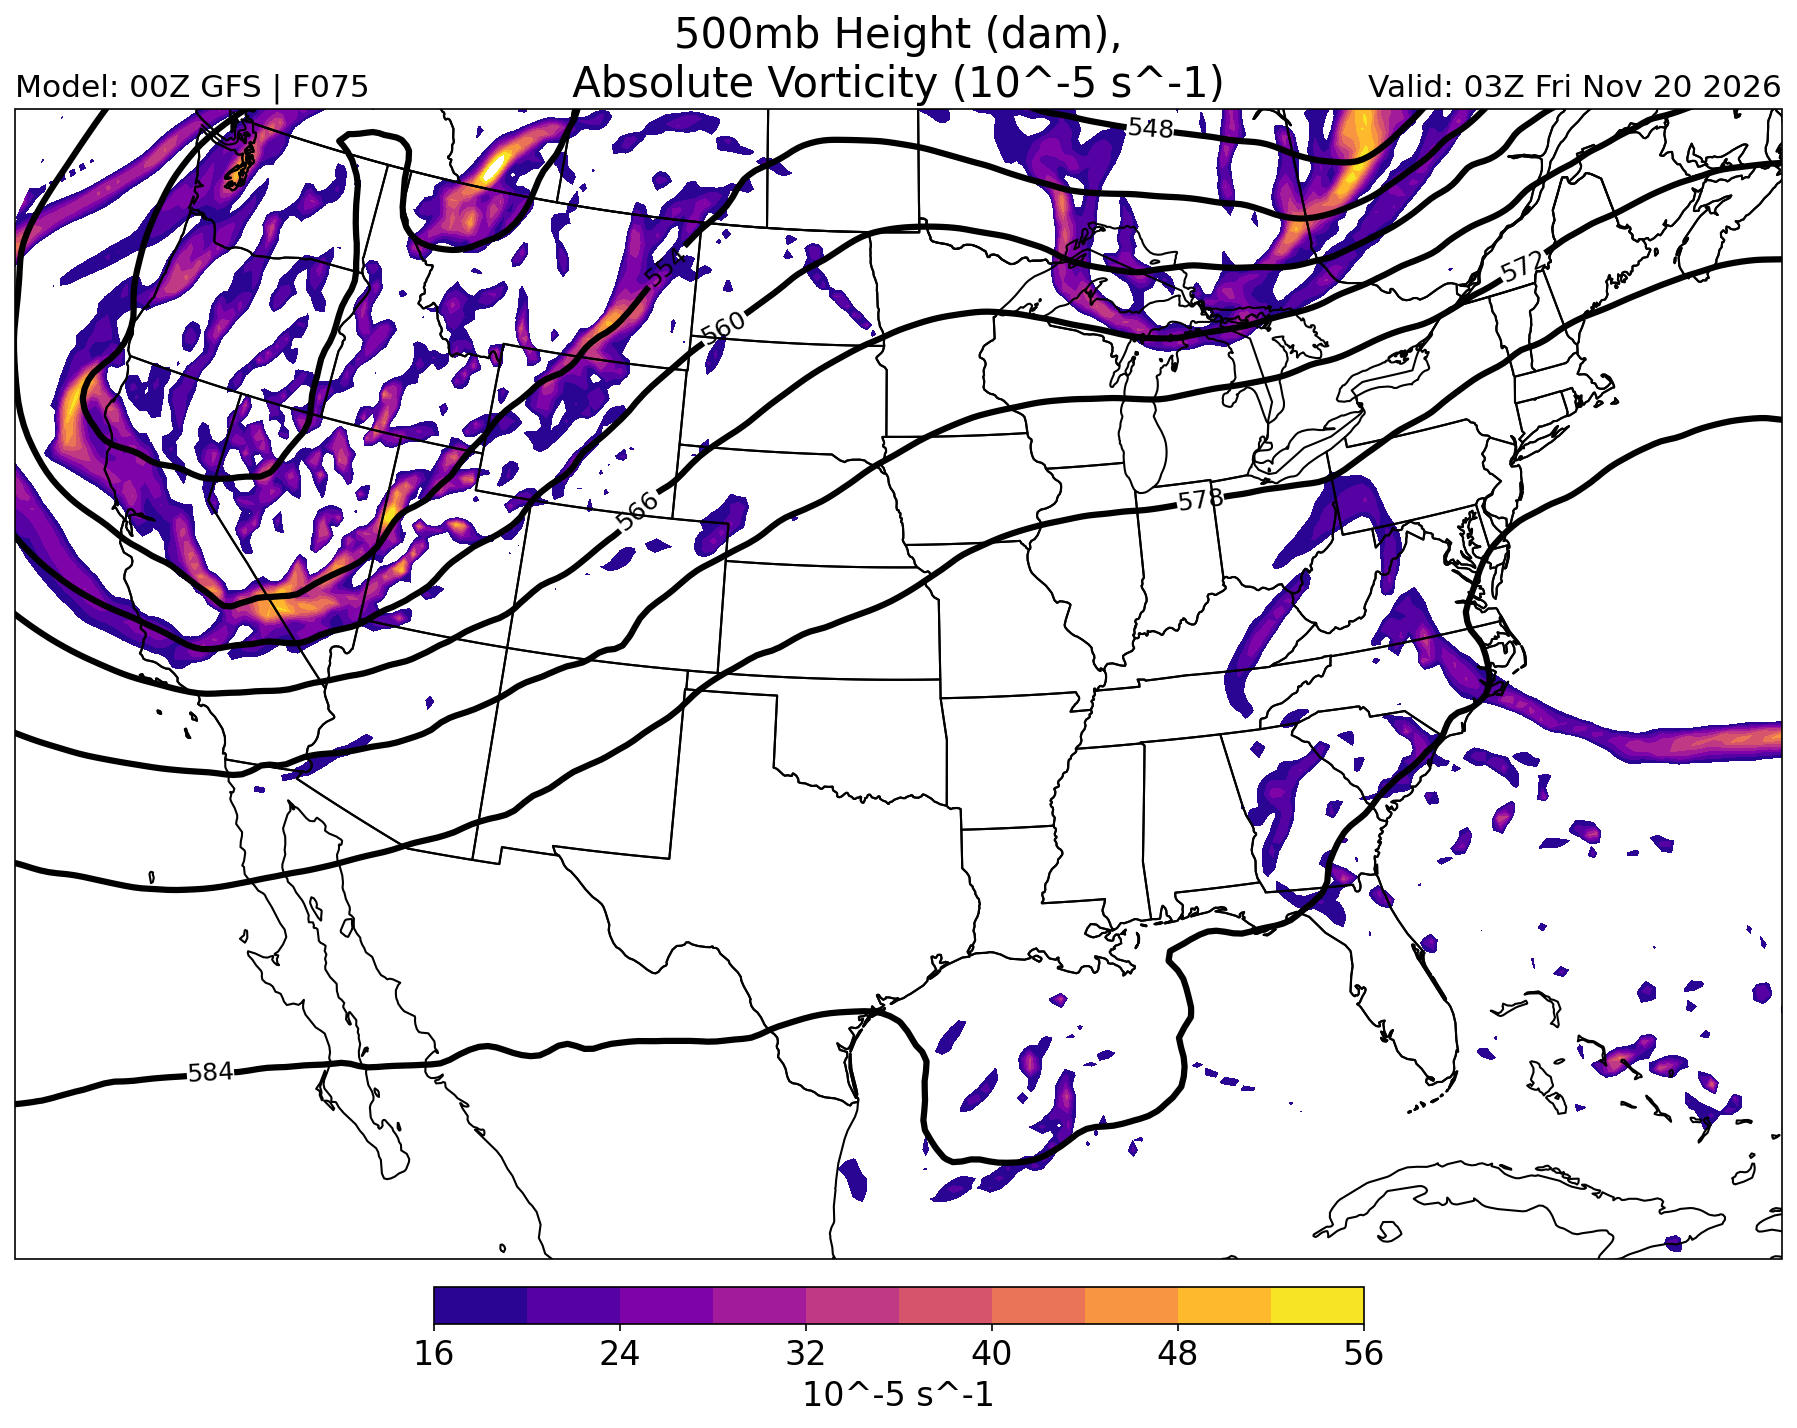 500mb Height (dam),
Model: 00Z GFS | F075
Absolute Vorticity (10^-5 s^-1)
Valid: 03Z Fri Nov 20 2026
548
572
554
560
578
566
584
16
24
32
40
48
56
10^-5 s^-1